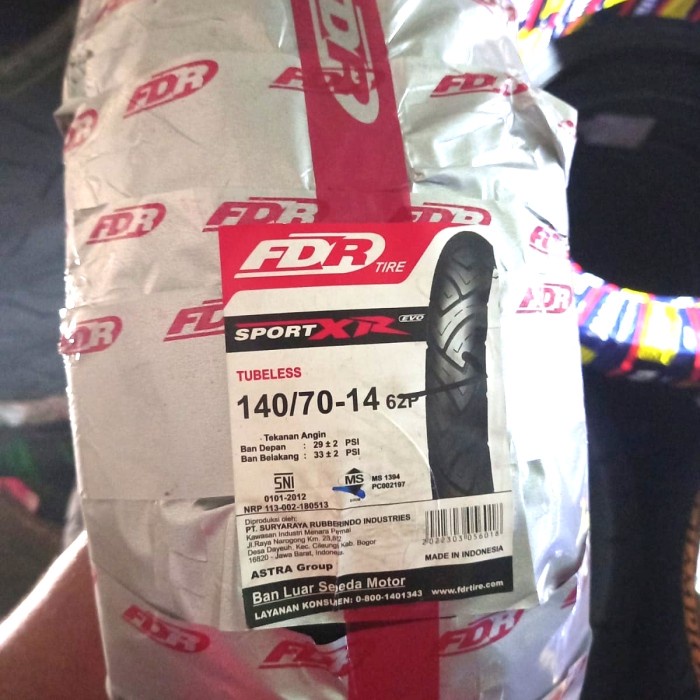 FDR
FDR
FDR
FDR
FDR
FDR
FDR
FDR TIRE
SPORT XR EVO
TUBELESS
140/70-14 62P
Tekanan Angin
Ban Depan : 29 ± 2 PSI
Ban Belakang : 33 ± 2 PSI
SNI
0101-2012
NRP 113-002-180513
MS
MS 1394
PC002197
Diproduksi oleh:
PT. SURYARAYA RUBBERINDO INDUSTRIES
Kawasan Industri Menara Permai
Jl.Raya Narogong Km. 23,8
Desa Dayeuh, Kec. Cileungsi, Kab. Bogor
16820 - Jawa Barat, Indonesia
ASTRA Group
2022303056018
MADE IN INDONESIA
Ban Luar Sepeda Motor
LAYANAN KONSUMEN: 0-800-1401343
www.fdrtire.com
FDR
FDR
FDR